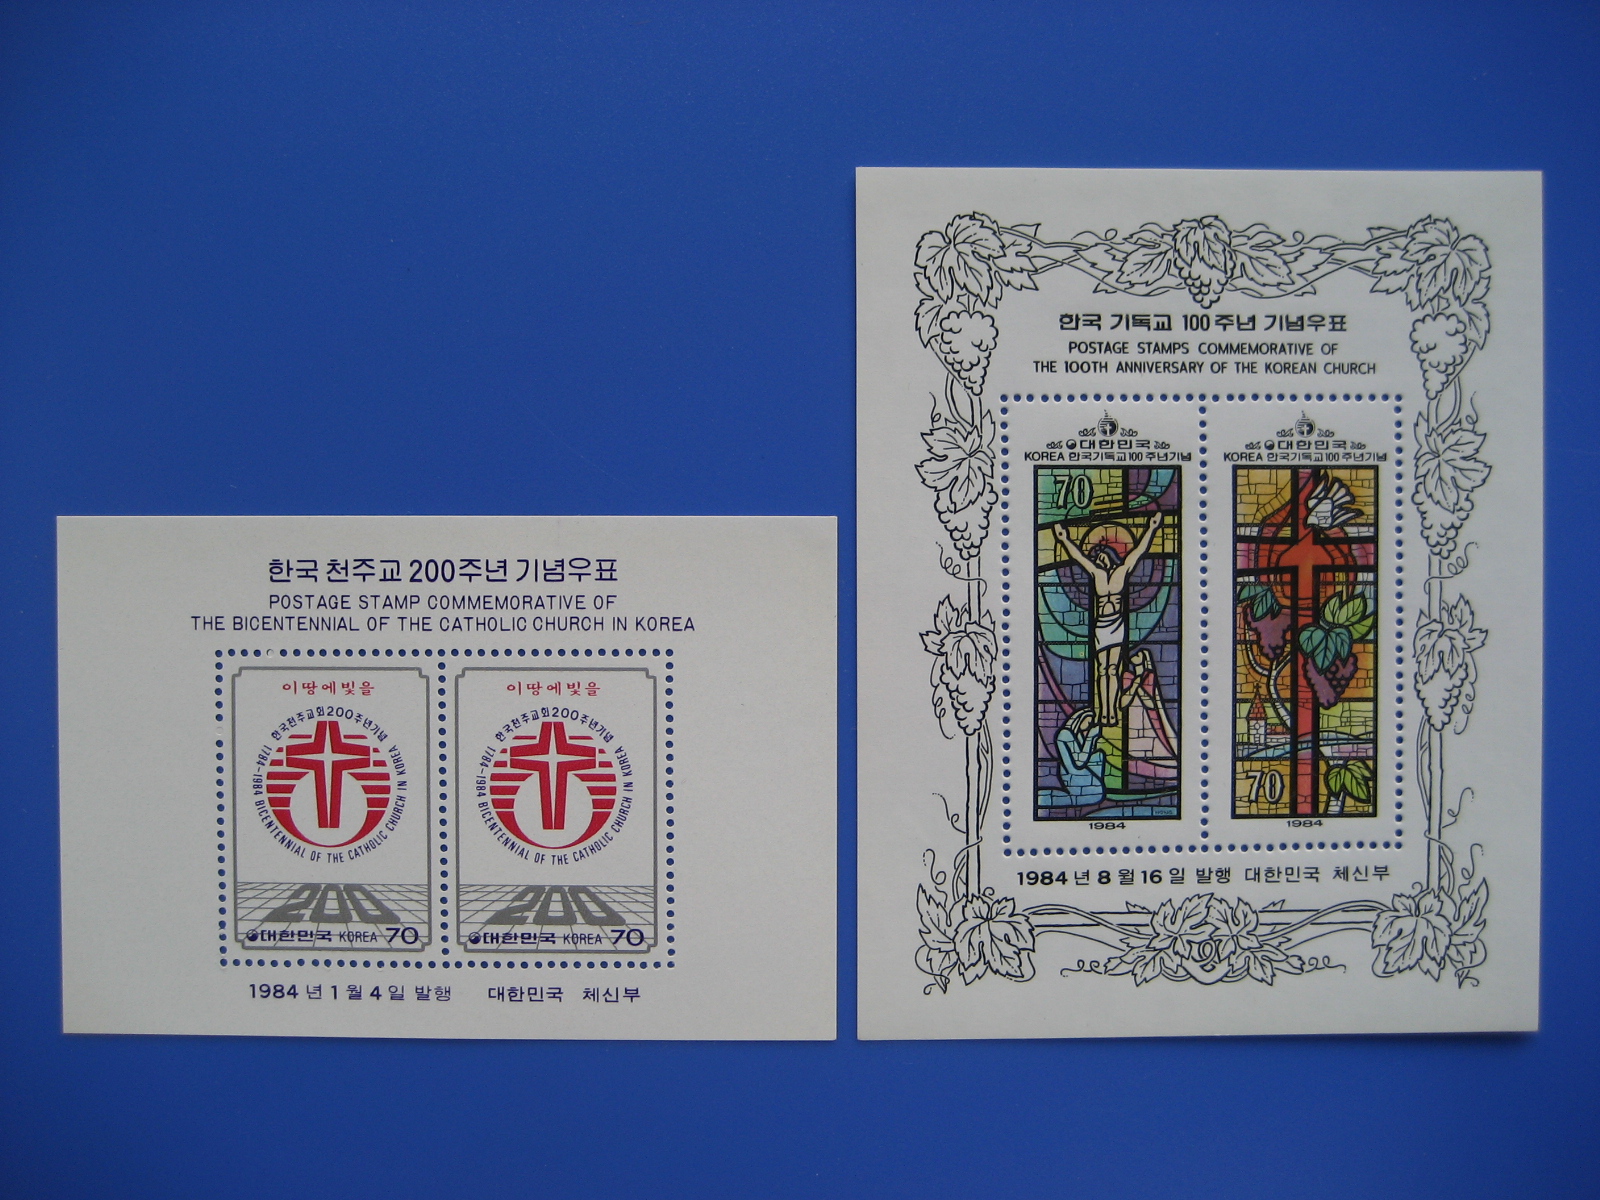 한국 천주교 200주년 기념우표
POSTAGE STAMP COMMEMORATIVE OF
THE BICENTENNIAL OF THE CATHOLIC CHURCH IN KOREA
이 땅에 빛을
한국천주교회200주년기념
1784-1984 BICENTENNIAL OF THE CATHOLIC CHURCH IN KOREA
200
대한민국 KOREA 70
이 땅에 빛을
한국천주교회200주년기념
1784-1984 BICENTENNIAL OF THE CATHOLIC CHURCH IN KOREA
200
대한민국 KOREA 70
1984년 1월 4일 발행 대한민국 체신부
한국 기독교 100주년 기념우표
POSTAGE STAMPS COMMEMORATIVE OF
THE 100TH ANNIVERSARY OF THE KOREAN CHURCH
대한민국
KOREA 한국기독교100주년기념
70
1984
대한민국
KOREA 한국기독교100주년기념
70
1984
1984년 8월 16일 발행 대한민국 체신부